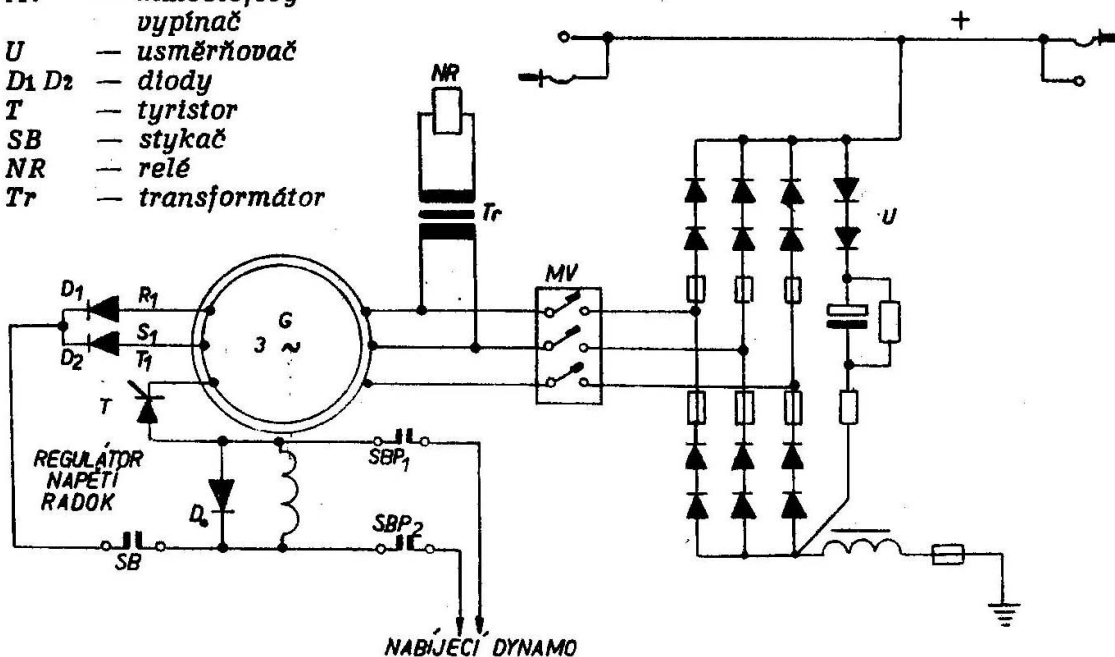 vypínač
U — usměrňovač
D1 D2 — diody
T — tyristor
SB — stykač
NR — relé
Tr — transformátor
NR
Tr
+
U
MV
D1
R1
D2
S1
T1
G
3 ~
T
REGULÁTOR
NAPĚTÍ
RADOK
D₀
SBP1
SBP2
SB
NABÍJECÍ DYNAMO